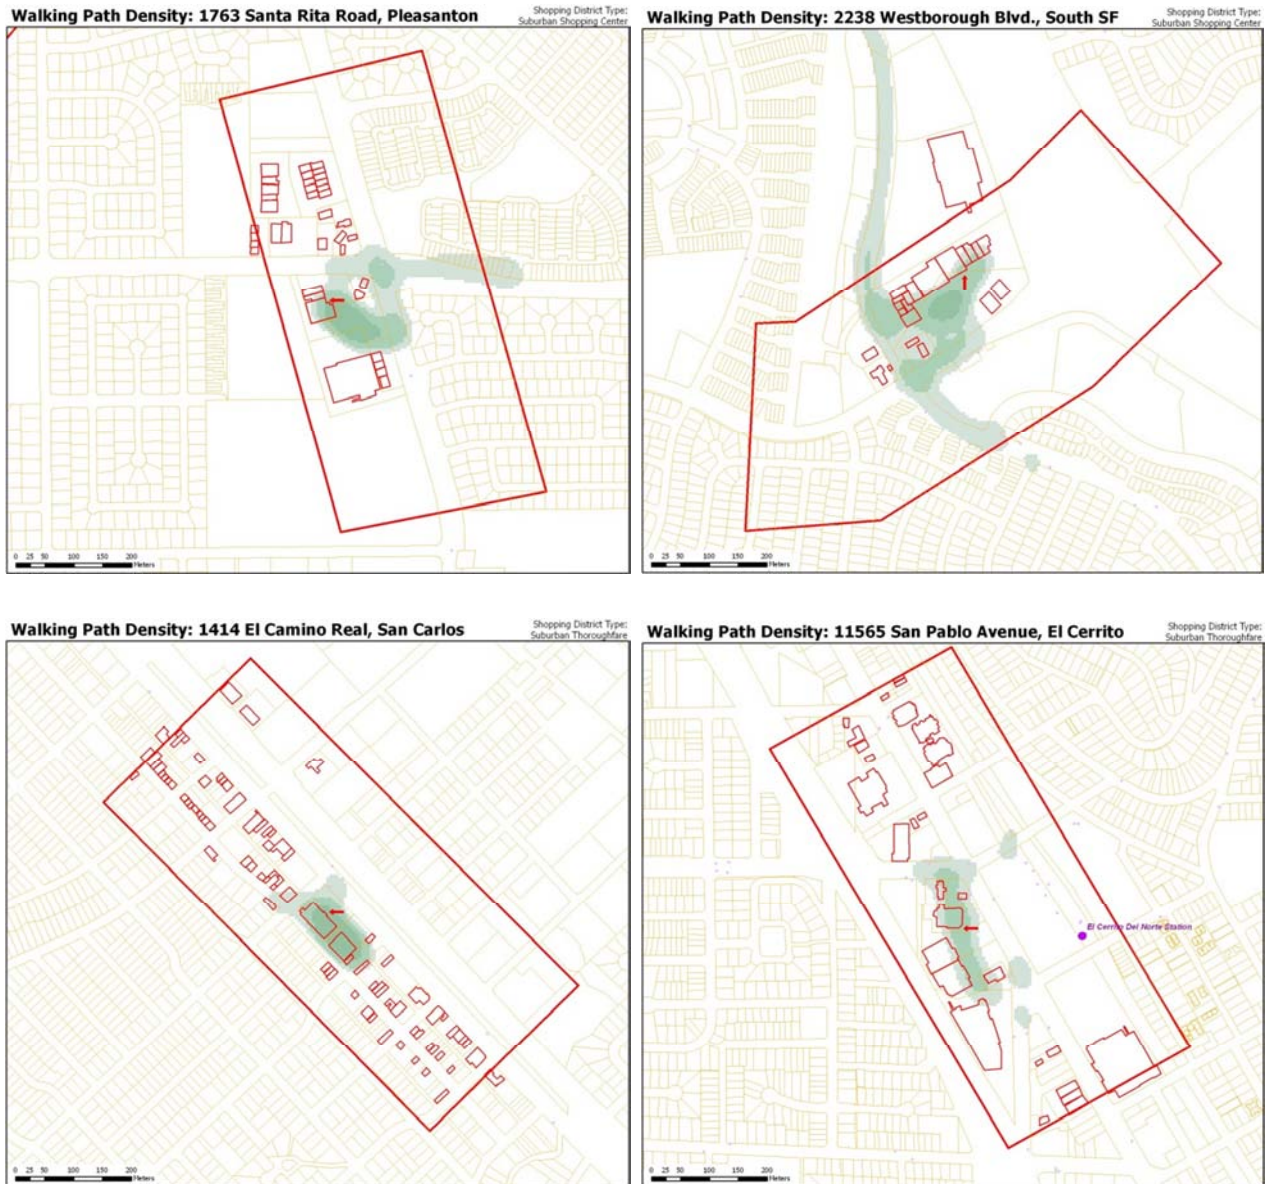 Walking Path Density: 1763 Santa Rita Road, Pleasanton
Shopping District Type:
Suburban Shopping Center
0 25 50 100 150 200
Meters
Walking Path Density: 2238 Westborough Blvd., South SF
Shopping District Type:
Suburban Shopping Center
0 25 50 100 150 200
Meters
Walking Path Density: 1414 El Camino Real, San Carlos
Shopping District Type:
Suburban Thoroughfare
0 25 50 100 150 200
Meters
Walking Path Density: 11565 San Pablo Avenue, El Cerrito
Shopping District Type:
Suburban Thoroughfare
El Cerrito Del Norte Station
0 25 50 100 150 200
Meters